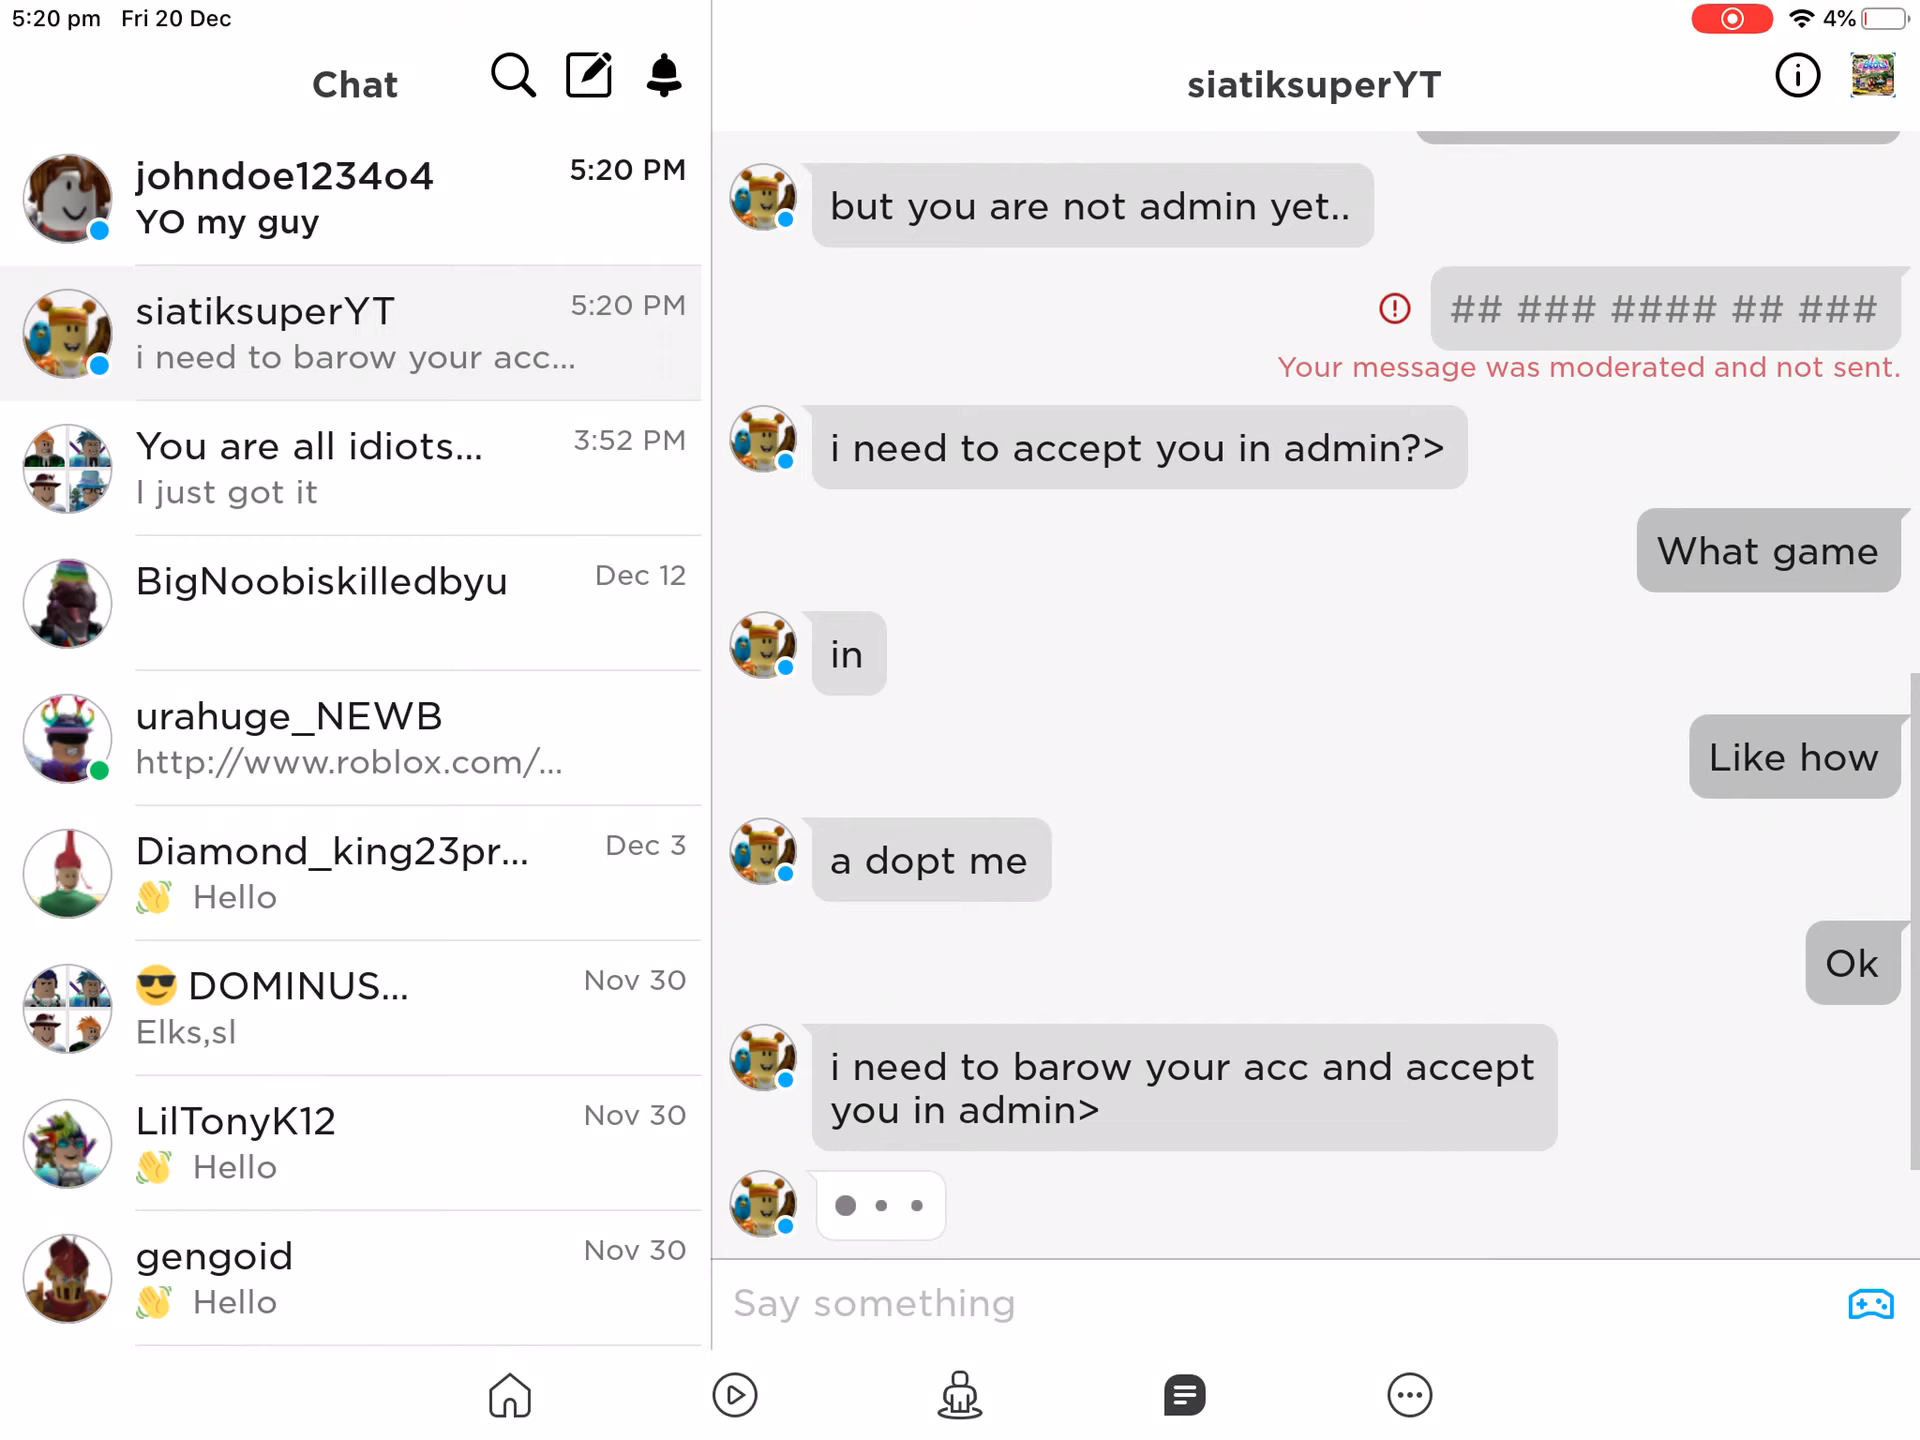 5:20 pm Fri 20 Dec
4%
Chat
johndoe1234o4 5:20 PM
YO my guy
siatiksuperYT 5:20 PM
i need to barow your acc...
You are all idiots... 3:52 PM
I just got it
BigNoobiskilledbyu Dec 12
urahuge_NEWB
http://www.roblox.com/...
Diamond_king23pr... Dec 3
👋 Hello
😎 DOMINUS... Nov 30
Elks,sl
LilTonyK12 Nov 30
👋 Hello
gengoid Nov 30
👋 Hello
siatiksuperYT
but you are not admin yet..
## ### #### ## ###
Your message was moderated and not sent.
i need to accept you in admin?>
What game
in
Like how
a dopt me
Ok
i need to barow your acc and accept
you in admin>
Say something